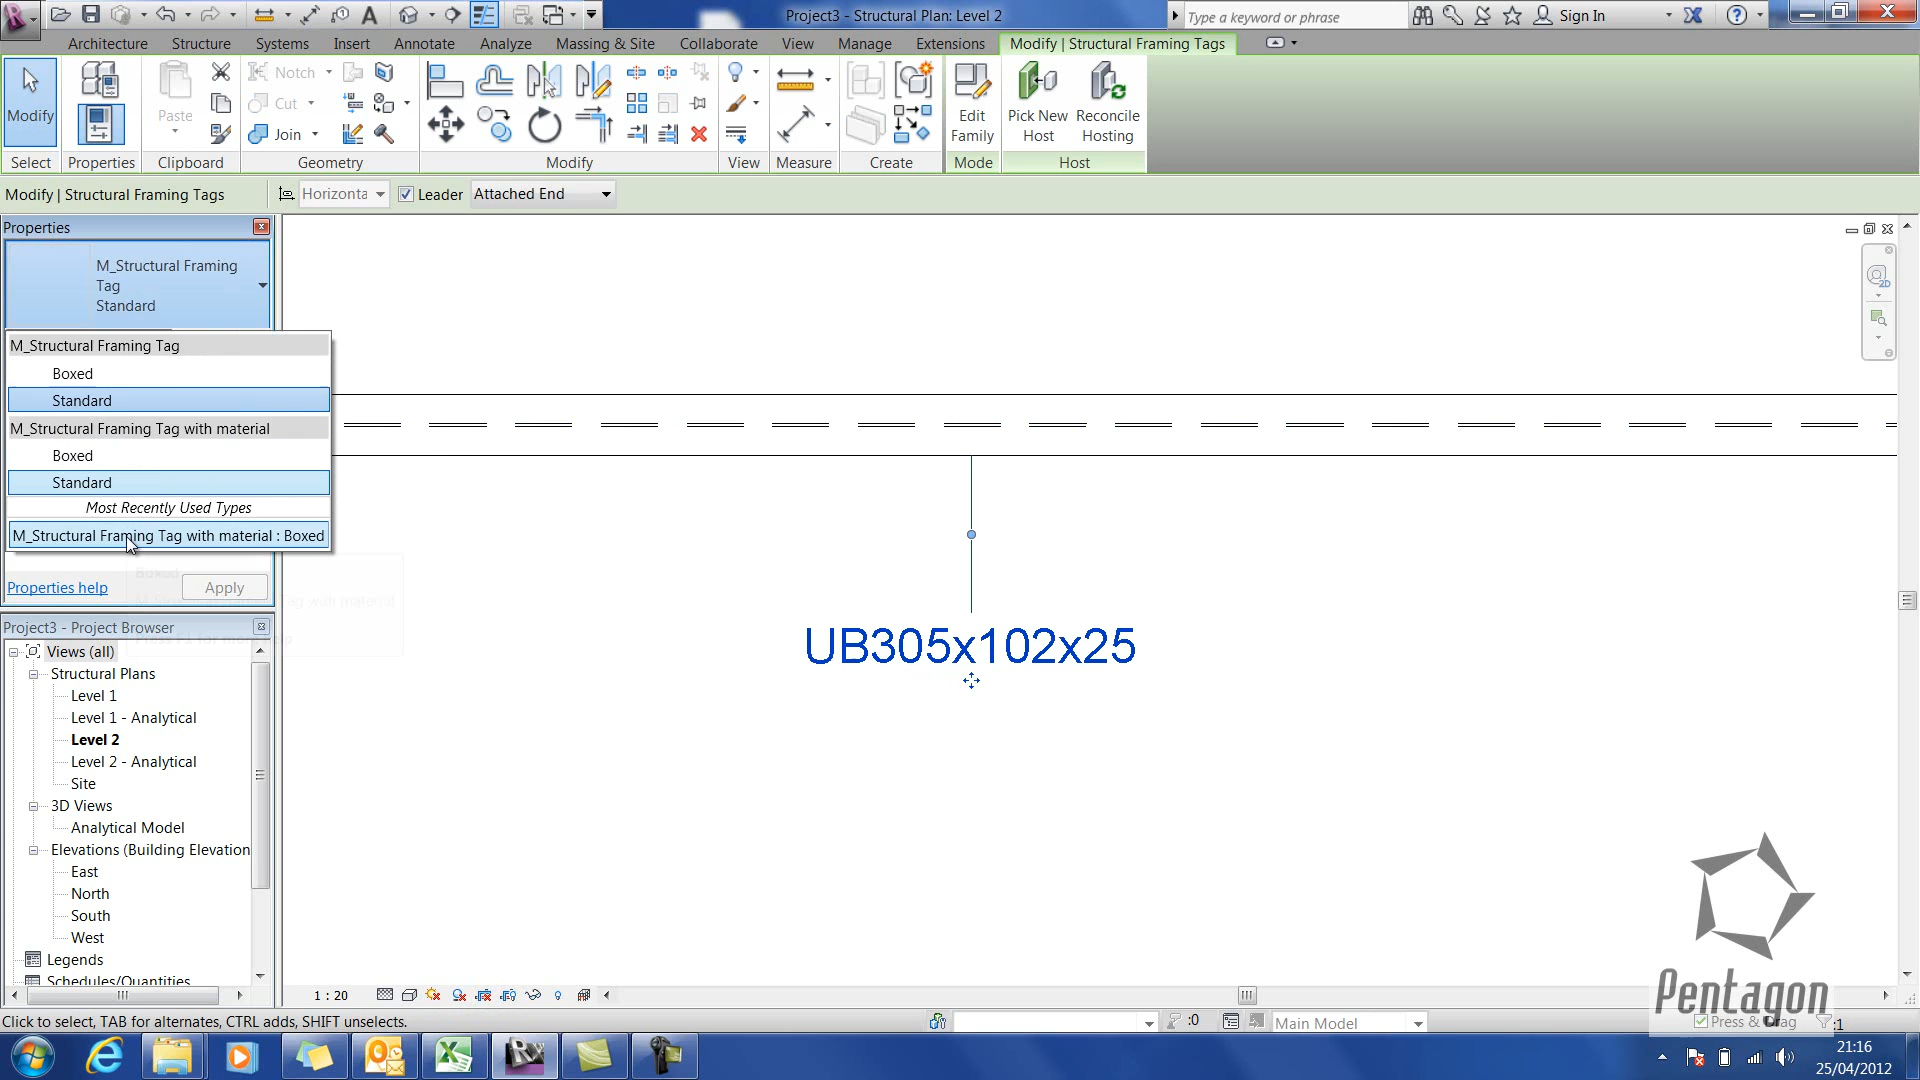 Project3 - Structural Plan: Level 2
Type a keyword or phrase
Sign In
Architecture Structure Systems Insert Annotate Analyze Massing & Site Collaborate View Manage Extensions Modify | Structural Framing Tags
Modify
Paste
Notch
Cut
Join
Edit
Family
Pick New
Host
Reconcile
Hosting
Select Properties Clipboard Geometry Modify View Measure Create Mode Host
Modify | Structural Framing Tags
Horizonta
Leader
Attached End
Properties
M_Structural Framing
Tag
Standard
M_Structural Framing Tag
Boxed
Standard
M_Structural Framing Tag with material
Boxed
Standard
Most Recently Used Types
M_Structural Framing Tag with material : Boxed
Properties help
Apply
2D
UB305x102x25
Project3 - Project Browser
Views (all)
Structural Plans
Level 1
Level 1 - Analytical
Level 2
Level 2 - Analytical
Site
3D Views
Analytical Model
Elevations (Building Elevation
East
North
South
West
Legends
Schedules/Quantities
1 : 20
Pentagon
Click to select, TAB for alternates, CTRL adds, SHIFT unselects.
:0
Main Model
Press & Drag
:1
21:16
25/04/2012